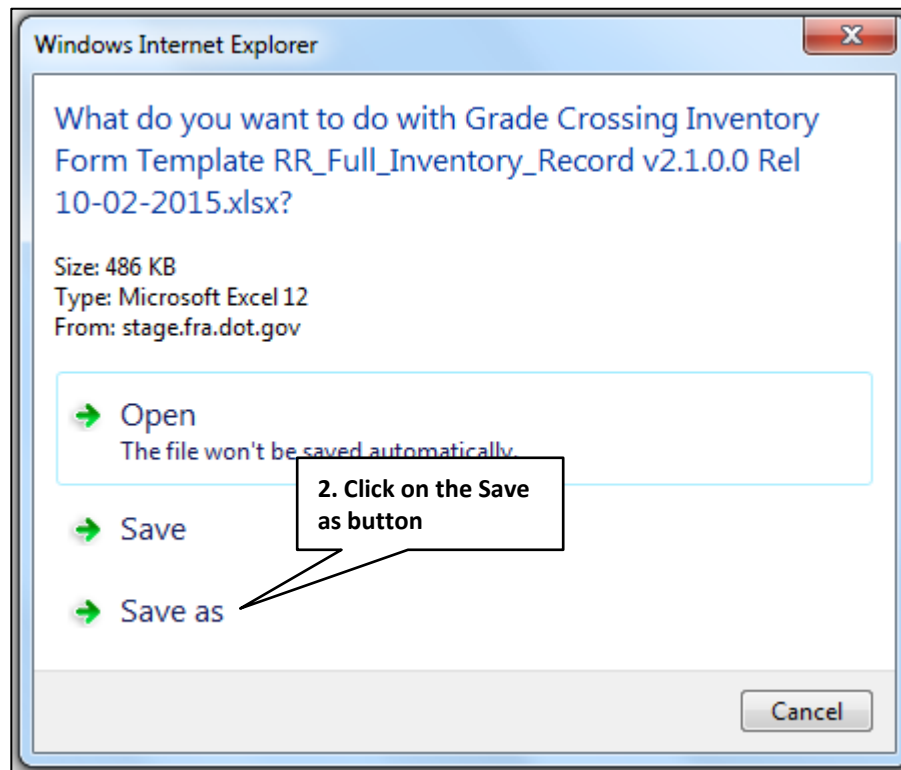 Windows Internet Explorer
What do you want to do with Grade Crossing Inventory
Form Template RR_Full_Inventory_Record v2.1.0.0 Rel
10-02-2015.xlsx?
Size: 486 KB
Type: Microsoft Excel 12
From: stage.fra.dot.gov
Open
The file won't be saved automatically.
2. Click on the Save
as button
Save
Save as
Cancel